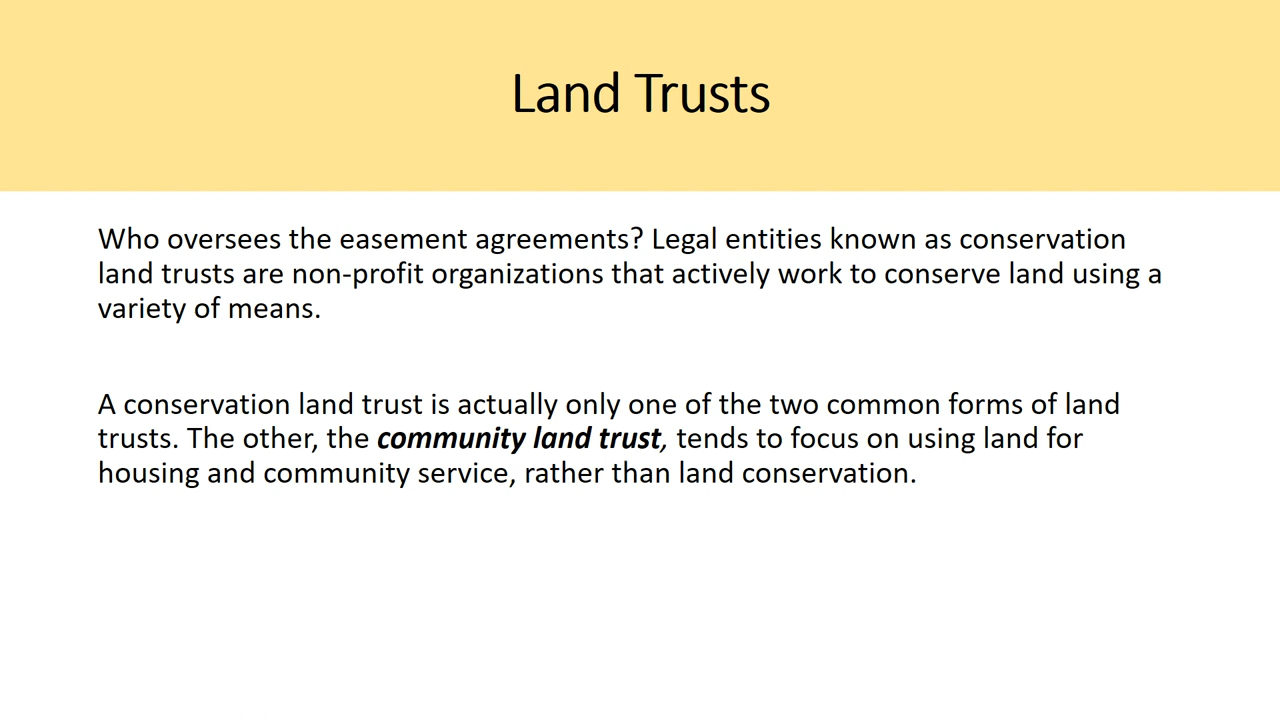 Land Trusts
Who oversees the easement agreements? Legal entities known as conservation
land trusts are non-profit organizations that actively work to conserve land using a
variety of means.
A conservation land trust is actually only one of the two common forms of land
trusts. The other, the community land trust, tends to focus on using land for
housing and community service, rather than land conservation.